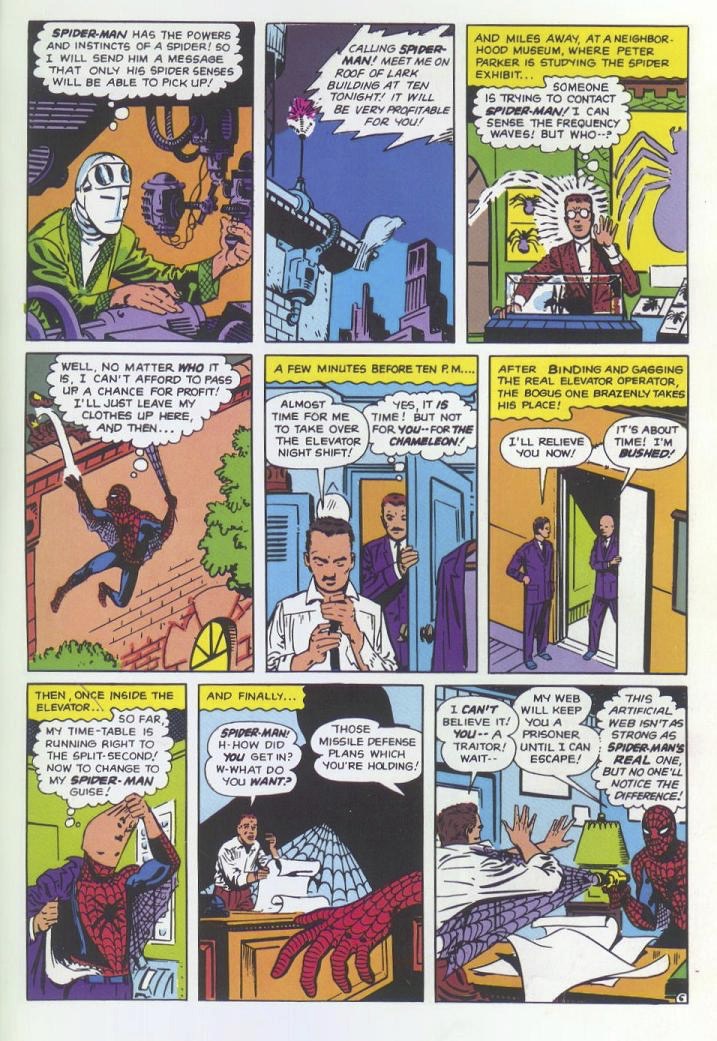 SPIDER-MAN HAS THE POWERS
AND INSTINCTS OF A SPIDER! SO
I WILL SEND HIM A MESSAGE
THAT ONLY HIS SPIDER SENSES
WILL BE ABLE TO PICK UP!
CALLING SPIDER-
MAN! MEET ME ON
ROOF OF LARK
BUILDING AT TEN
TONIGHT! IT WILL
BE VERY PROFITABLE
FOR YOU!
AND MILES AWAY, AT A NEIGHBOR-
HOOD MUSEUM, WHERE PETER
PARKER IS STUDYING THE SPIDER
EXHIBIT...
SOMEONE
IS TRYING TO CONTACT
SPIDER-MAN! I CAN
SENSE THE FREQUENCY
WAVES! BUT WHO--?
WELL, NO MATTER WHO IT
IS, I CAN'T AFFORD TO PASS
UP A CHANCE FOR PROFIT!
I'LL JUST LEAVE MY
CLOTHES UP HERE,
AND THEN...
A FEW MINUTES BEFORE TEN P.M....
ALMOST
TIME FOR ME
TO TAKE OVER
THE ELEVATOR
NIGHT SHIFT!
YES, IT IS
TIME! BUT NOT
FOR YOU--FOR THE
CHAMELEON!
AFTER BINDING AND GAGGING
THE REAL ELEVATOR OPERATOR,
THE BOGUS ONE BRAZENLY TAKES
HIS PLACE!
I'LL RELIEVE
YOU NOW!
IT'S ABOUT
TIME! I'M
BUSHED!
THEN, ONCE INSIDE THE
ELEVATOR...
SO FAR,
MY TIME-TABLE IS
RUNNING RIGHT TO
THE SPLIT-SECOND!
NOW TO CHANGE TO
MY SPIDER-MAN
GUISE!
AND FINALLY...
SPIDER-MAN!
H-HOW DID
YOU GET IN?
W-WHAT DO
YOU WANT?
THOSE
MISSILE DEFENSE
PLANS WHICH
YOU'RE HOLDING!
I CAN'T
BELIEVE IT!
YOU-- A
TRAITOR!
WAIT--
MY WEB
WILL KEEP
YOU A
PRISONER
UNTIL I CAN
ESCAPE!
THIS
ARTIFICIAL
WEB ISN'T AS
STRONG AS
SPIDER-MAN'S
REAL ONE,
BUT NO ONE'LL
NOTICE THE
DIFFERENCE!
6